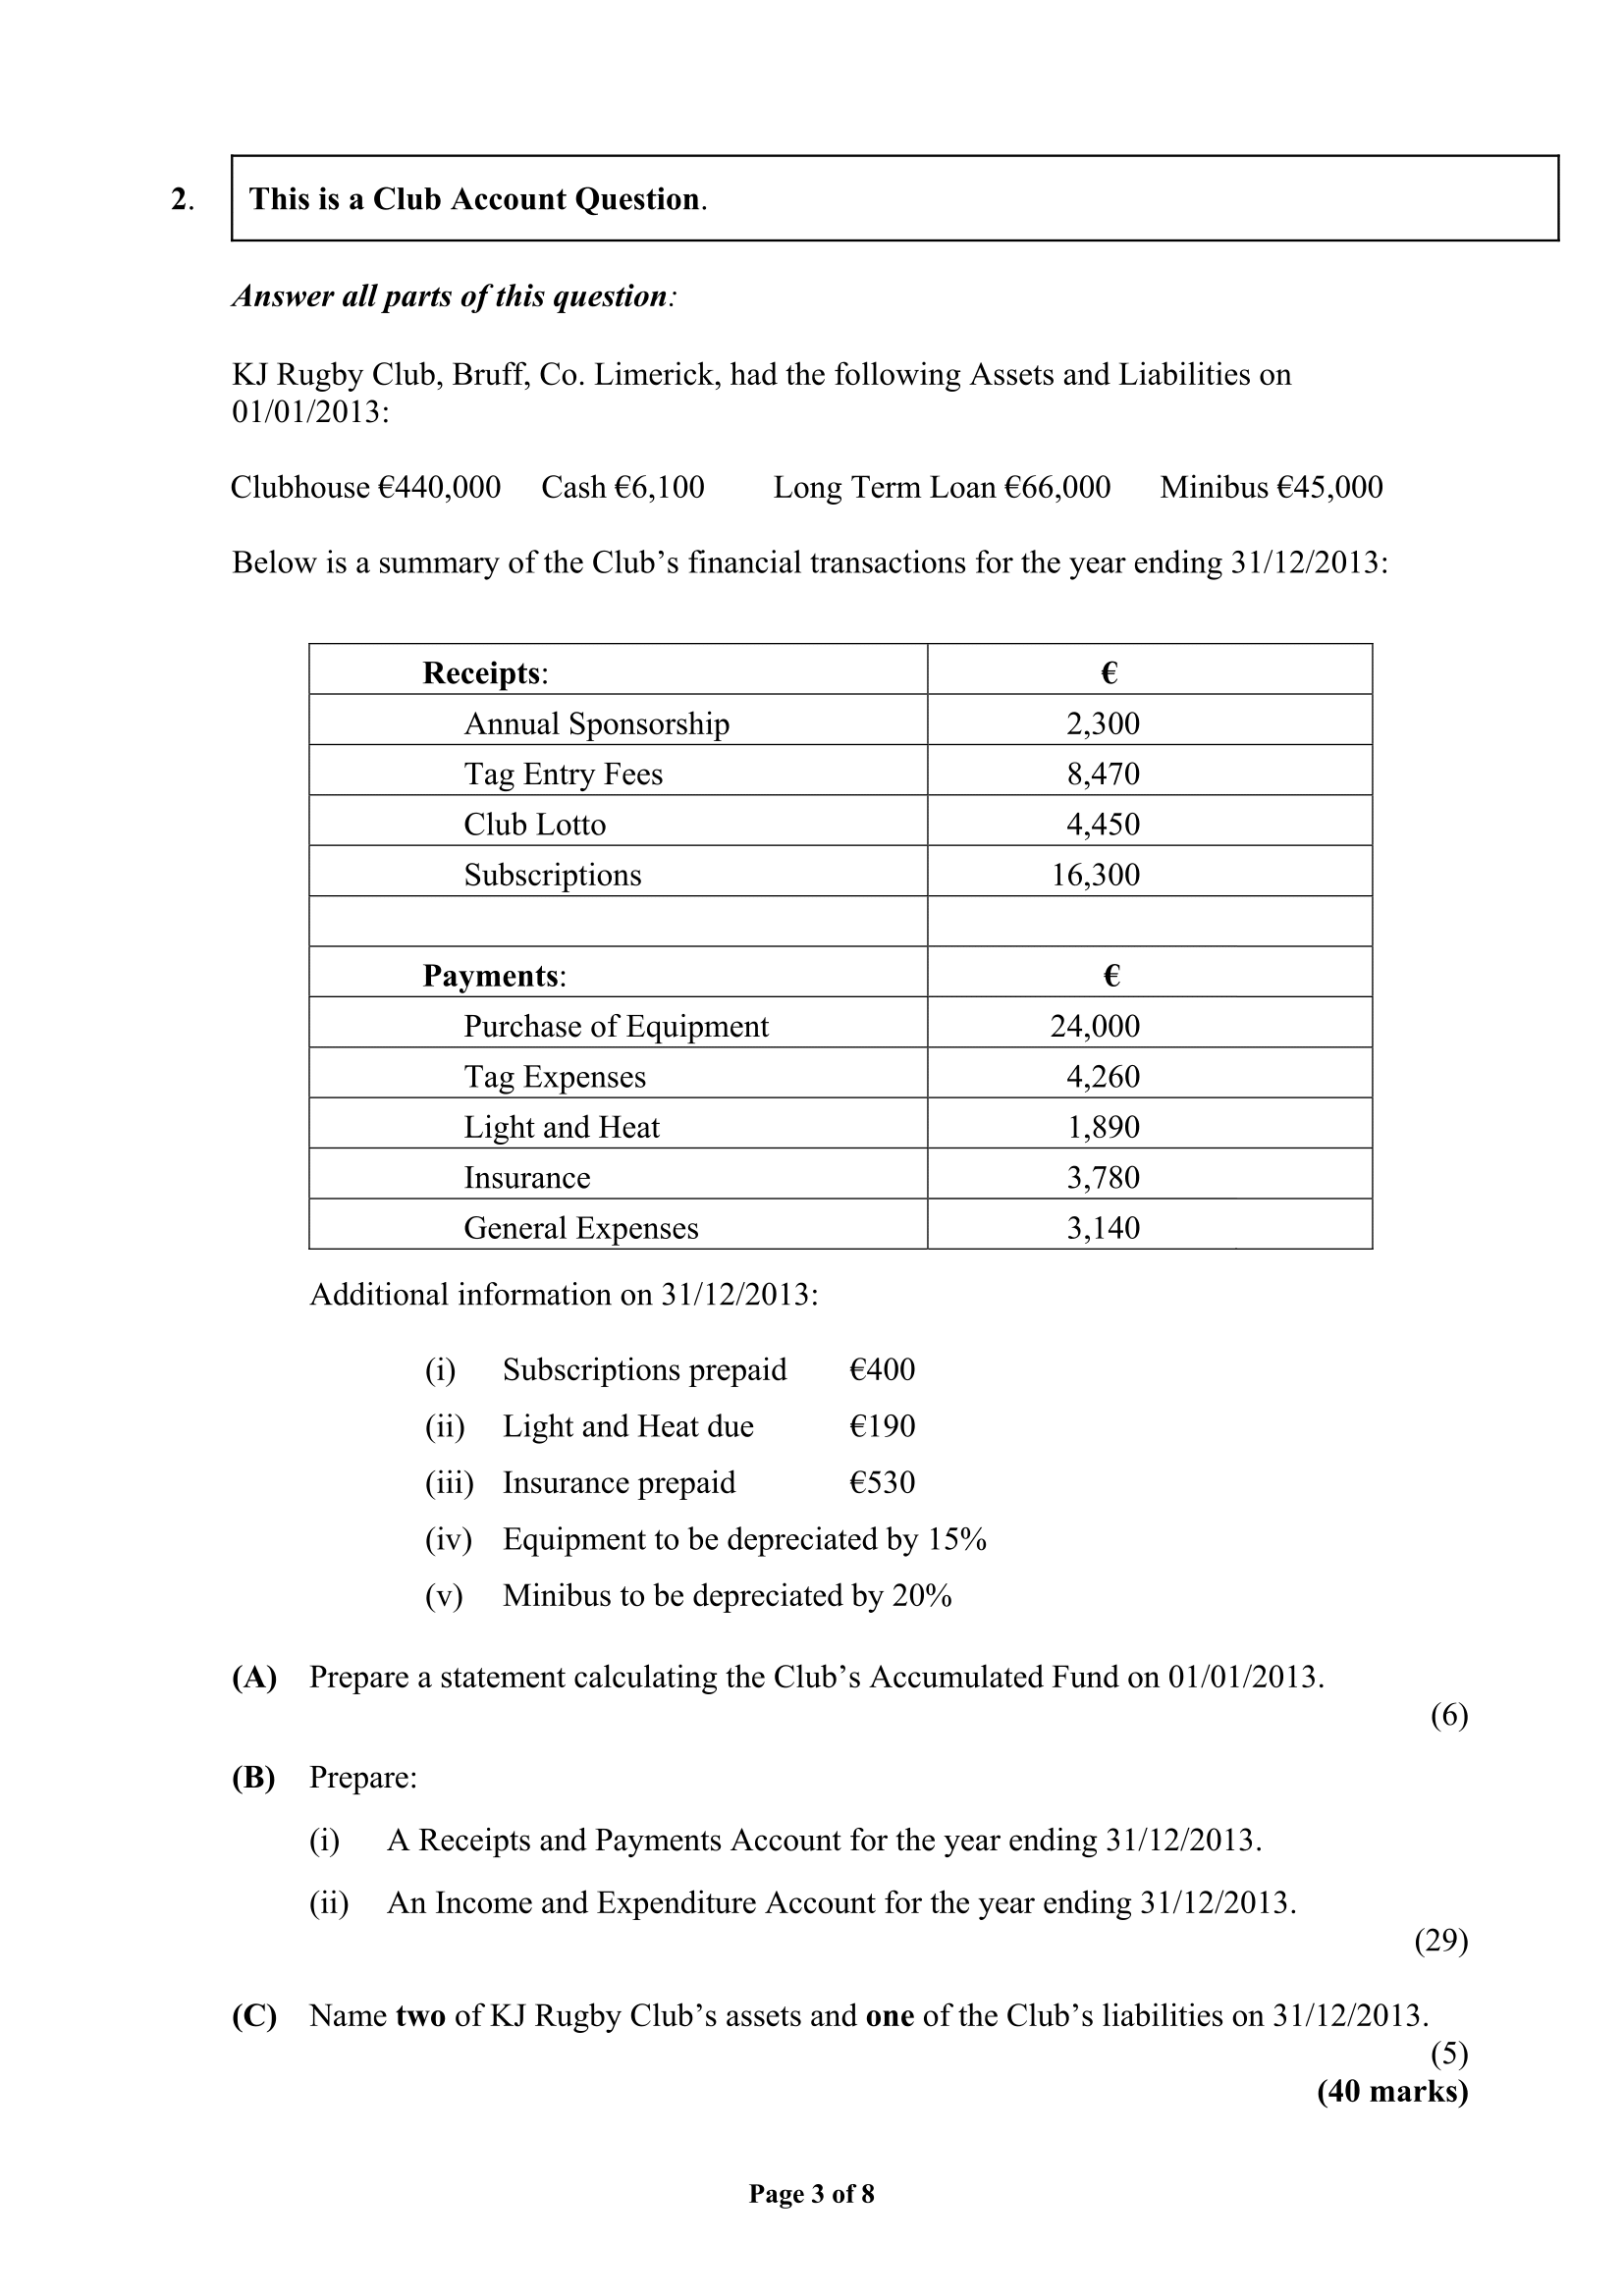 2. This is a Club Account Question.
Answer all parts of this question:
KJ Rugby Club, Bruff, Co. Limerick, had the following Assets and Liabilities on
01/01/2013:
Clubhouse €440,000 Cash €6,100 Long Term Loan €66,000 Minibus €45,000
Below is a summary of the Club’s financial transactions for the year ending 31/12/2013:
Receipts: €
Annual Sponsorship 2,300
Tag Entry Fees 8,470
Club Lotto 4,450
Subscriptions 16,300
Payments: €
Purchase of Equipment 24,000
Tag Expenses 4,260
Light and Heat 1,890
Insurance 3,780
General Expenses 3,140
Additional information on 31/12/2013:
(i) Subscriptions prepaid €400
(ii) Light and Heat due €190
(iii) Insurance prepaid €530
(iv) Equipment to be depreciated by 15%
(v) Minibus to be depreciated by 20%
(A) Prepare a statement calculating the Club’s Accumulated Fund on 01/01/2013.
(6)
(B) Prepare:
(i) A Receipts and Payments Account for the year ending 31/12/2013.
(ii) An Income and Expenditure Account for the year ending 31/12/2013.
(29)
(C) Name two of KJ Rugby Club’s assets and one of the Club’s liabilities on 31/12/2013.
(5)
(40 marks)
Page 3 of 8